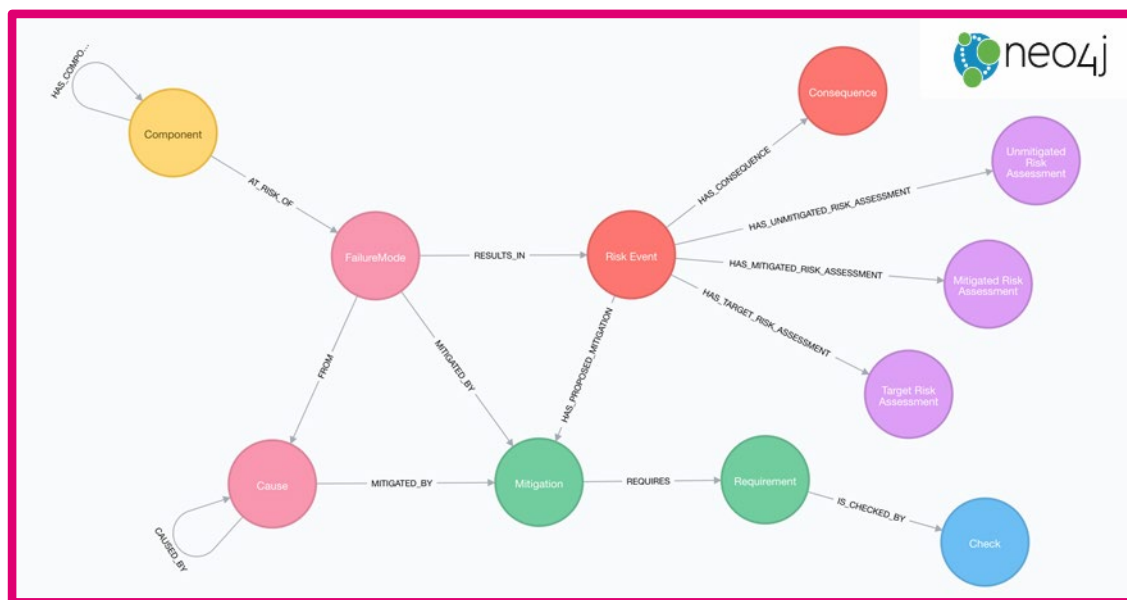 neo4j
HAS_COMPO...
Component
Consequence
Unmitigated
Risk
Assessment
AT_RISK_OF
HAS_CONSEQUENCE
HAS_UNMITIGATED_RISK_ASSESSMENT
FailureMode
RESULTS_IN
Risk Event
HAS_MITIGATED_RISK_ASSESSMENT
Mitigated Risk
Assessment
HAS_TARGET_RISK_ASSESSMENT
FROM
MITIGATED_BY
HAS_PROPOSED_MITIGATION
Target Risk
Assessment
Cause
MITIGATED_BY
Mitigation
REQUIRES
Requirement
IS_CHECKED_BY
CAUSED_BY
Check